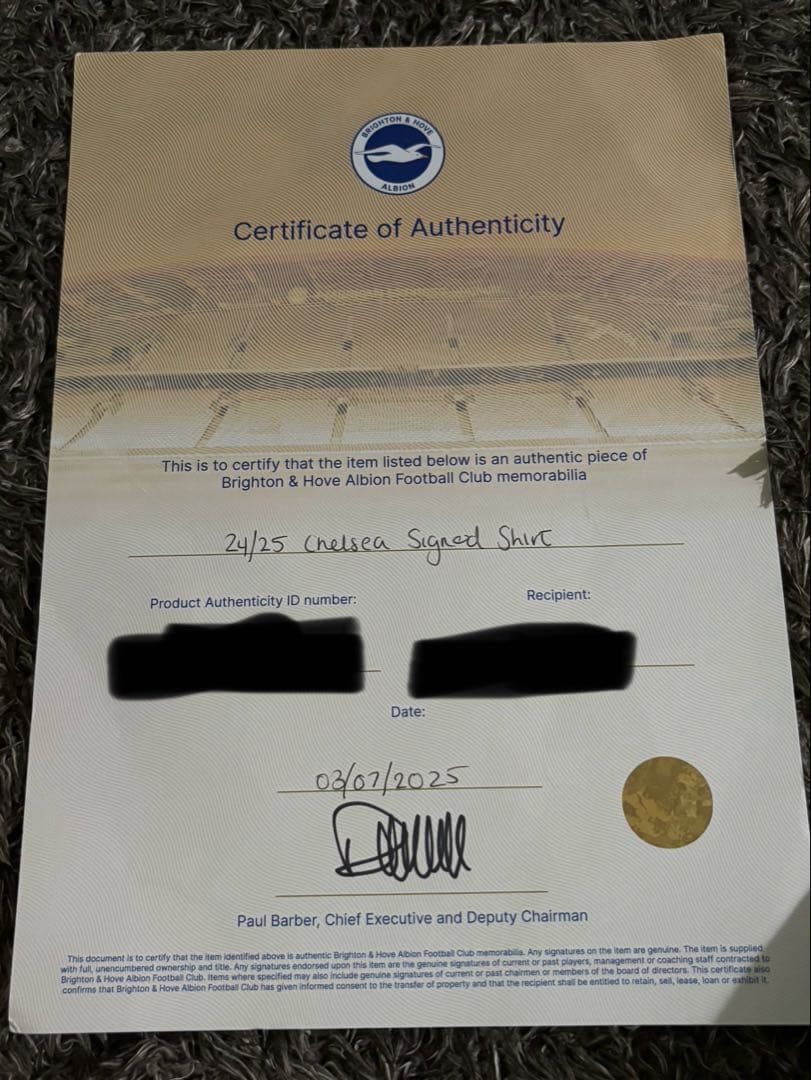 BRIGHTON & HOVE
ALBION
Certificate of Authenticity
This is to certify that the item listed below is an authentic piece of
Brighton & Hove Albion Football Club memorabilia
24/25 Chelsea Signed Shirt
Product Authenticity ID number:
Recipient:
Date:
03/07/2025
Paul Barber, Chief Executive and Deputy Chairman
This document is to certify that the item identified above is authentic Brighton & Hove Albion Football Club memorabilia. Any signatures on the item are genuine. The item is supplied
with full, unencumbered ownership and title. Any signatures endorsed upon this item are the genuine signatures of current or past players, management or coaching staff contracted to
Brighton & Hove Albion Football Club. Items where specified may also include genuine signatures of current or past chairmen or members of the board of directors. This certificate also
confirms that Brighton & Hove Albion Football Club has given informed consent to the transfer of property and that the recipient shall be entitled to retain, sell, lease, loan or exhibit it.